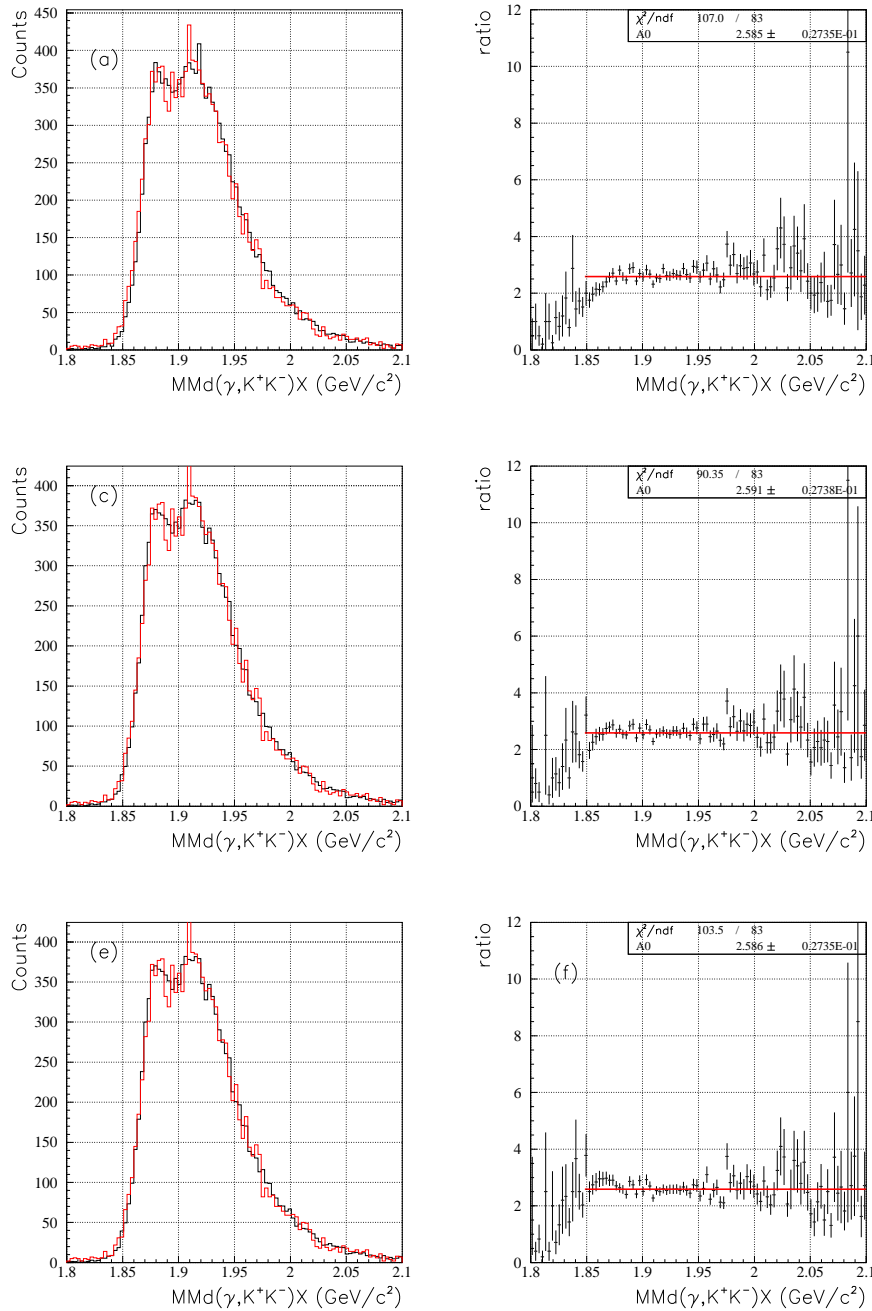 Counts
450
400
350
300
250
200
150
100
50
0
(a)
1.8 1.85 1.9 1.95 2 2.05 2.1
MMd(γ,K⁺K⁻)X (GeV/c²)
ratio
12
10
8
6
4
2
0
χ²/ndf 107.0 / 83
A0 2.585 ± 0.2735E-01
1.8 1.85 1.9 1.95 2 2.05 2.1
MMd(γ,K⁺K⁻)X (GeV/c²)
Counts
400
350
300
250
200
150
100
50
0
(c)
1.8 1.85 1.9 1.95 2 2.05 2.1
MMd(γ,K⁺K⁻)X (GeV/c²)
ratio
12
10
8
6
4
2
0
χ²/ndf 90.35 / 83
A0 2.591 ± 0.2738E-01
1.8 1.85 1.9 1.95 2 2.05 2.1
MMd(γ,K⁺K⁻)X (GeV/c²)
Counts
400
350
300
250
200
150
100
50
0
(e)
1.8 1.85 1.9 1.95 2 2.05 2.1
MMd(γ,K⁺K⁻)X (GeV/c²)
ratio
12
10
8
6
4
2
0
χ²/ndf 103.5 / 83
A0 2.586 ± 0.2735E-01
(f)
1.8 1.85 1.9 1.95 2 2.05 2.1
MMd(γ,K⁺K⁻)X (GeV/c²)